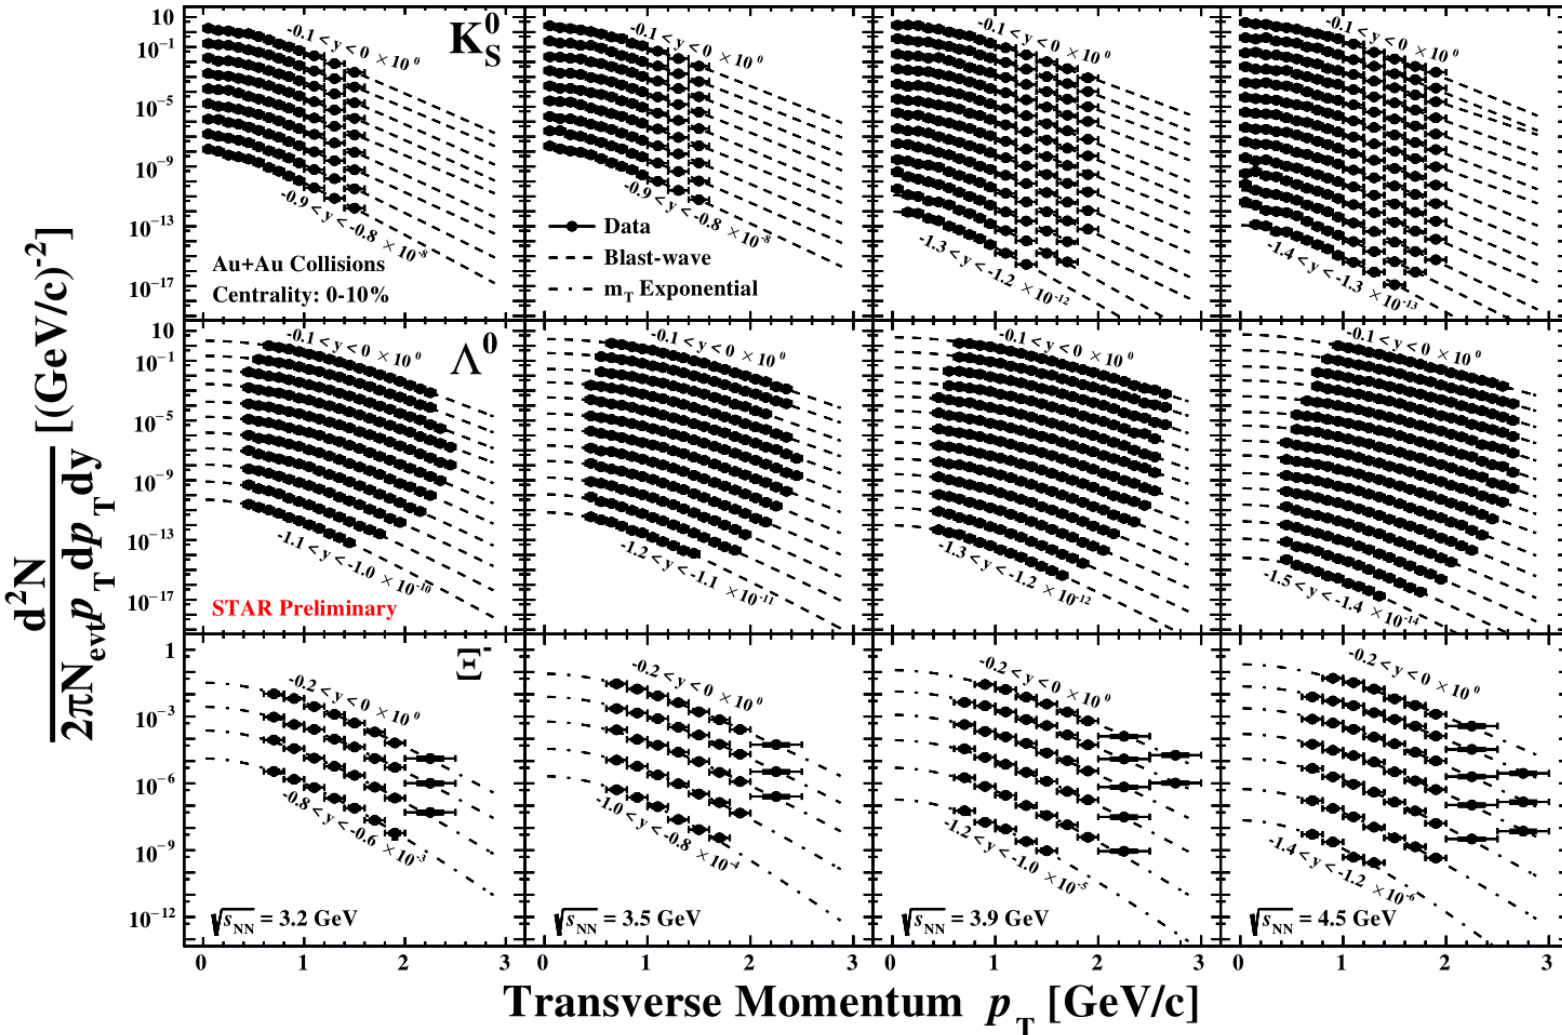 d²N
2πN_evt p_T dp_T dy [(GeV/c)⁻²]
10
10⁻¹
10⁻⁵
10⁻⁹
10⁻¹³
10⁻¹⁷
K⁰_S
-0.1 < y < 0 ×10⁰
-0.9 < y < -0.8 ×10⁻⁸
Au+Au Collisions
Centrality: 0-10%
-0.1 < y < 0 ×10⁰
-0.9 < y < -0.8 ×10⁻⁸
Data
Blast-wave
m_T Exponential
-0.1 < y < 0 ×10⁰
-1.3 < y < -1.2 ×10⁻¹²
-0.1 < y < 0 ×10⁰
-1.4 < y < -1.3 ×10⁻¹³
10
10⁻¹
10⁻⁵
10⁻⁹
10⁻¹³
10⁻¹⁷
Λ⁰
-0.1 < y < 0 ×10⁰
-1.1 < y < -1.0 ×10⁻¹⁰
STAR Preliminary
-0.1 < y < 0 ×10⁰
-1.2 < y < -1.1 ×10⁻¹¹
-0.1 < y < 0 ×10⁰
-1.3 < y < -1.2 ×10⁻¹²
-0.1 < y < 0 ×10⁰
-1.5 < y < -1.4 ×10⁻¹⁴
1
10⁻³
10⁻⁶
10⁻⁹
10⁻¹²
Ξ⁻
-0.2 < y < 0 ×10⁰
-0.8 < y < -0.6 ×10⁻³
√s_NN = 3.2 GeV
-0.2 < y < 0 ×10⁰
-1.0 < y < -0.8 ×10⁻⁴
√s_NN = 3.5 GeV
-0.2 < y < 0 ×10⁰
-1.2 < y < -1.0 ×10⁻⁵
√s_NN = 3.9 GeV
-0.2 < y < 0 ×10⁰
-1.4 < y < -1.2 ×10⁻⁶
√s_NN = 4.5 GeV
0 1 2 3 0 1 2 3 0 1 2 3 0 1 2 3
Transverse Momentum p_T [GeV/c]